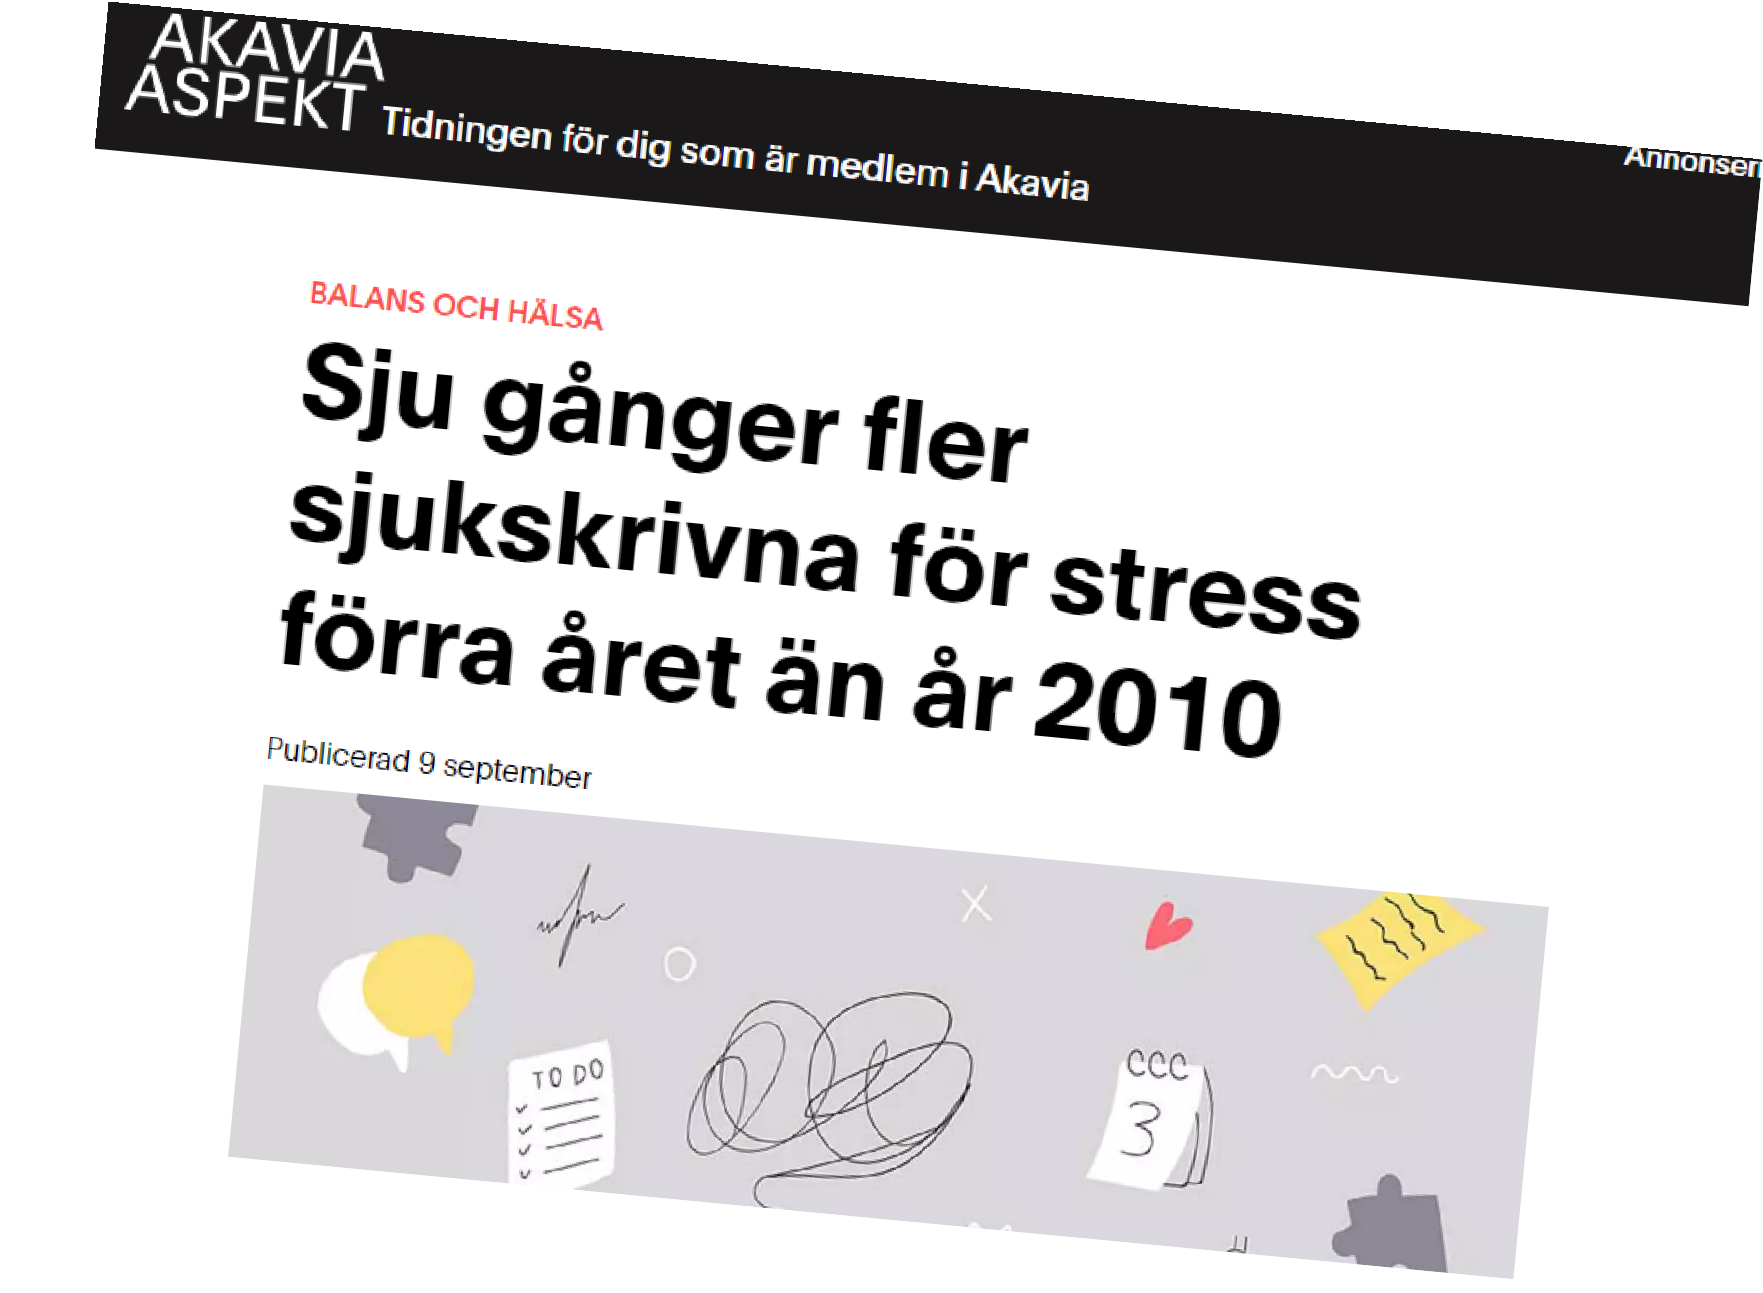 AKAVIA
ASPEKT
Tidningen för dig som är medlem i Akavia
BALANS OCH HÄLSA
Sju gånger fler
sjukskrivna för stress
förra året än år 2010
Publicerad 9 september
TO DO
3